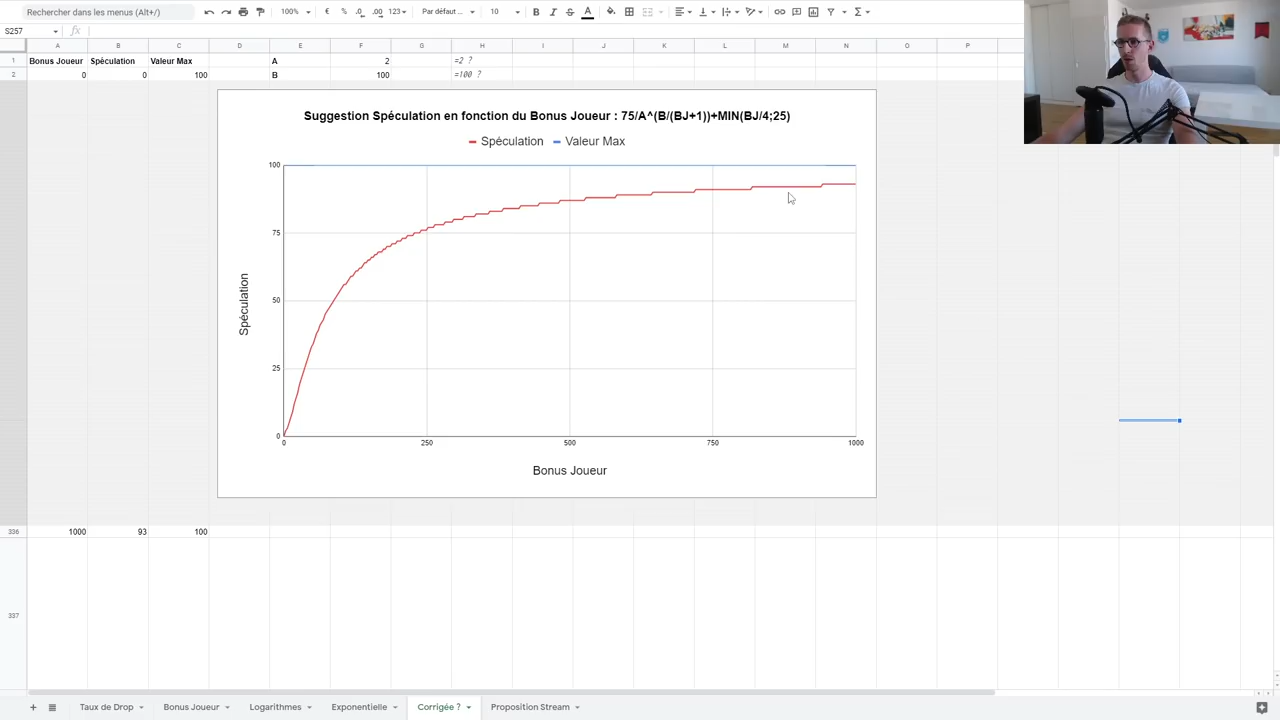 Rechercher dans les menus (Alt+/)
100% € % .0 .00 123 Par défaut ... 10 B I S A
S257 fx
A B C D E F G H I J K L M N O P
1 Bonus Joueur Spéculation Valeur Max A 2 =2 ?
2 0 0 100 B 100 =100 ?
Suggestion Spéculation en fonction du Bonus Joueur : 75/A^(B/(BJ+1))+MIN(BJ/4;25)
Spéculation Valeur Max
100
75
50
25
0
Spéculation
0 250 500 750 1000
Bonus Joueur
336 1000 93 100
337
Taux de Drop Bonus Joueur Logarithmes Exponentielle Corrigée ? Proposition Stream